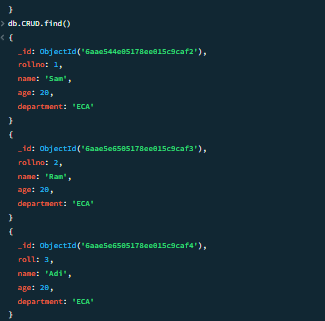 }
> db.CRUD.find()
< {
_id: ObjectId('6aae544e05178ee015c9caf2'),
rollno: 1,
name: 'Sam',
age: 20,
department: 'ECA'
}
{
_id: ObjectId('6aae5e6505178ee015c9caf3'),
rollno: 2,
name: 'Ram',
age: 20,
department: 'ECA'
}
{
_id: ObjectId('6aae5e6505178ee015c9caf4'),
roll: 3,
name: 'Adi',
age: 20,
department: 'ECA'
}